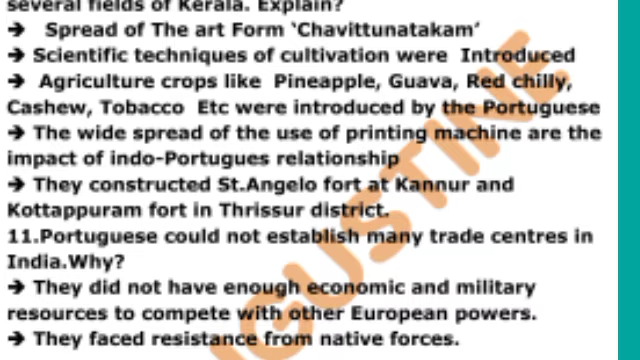 several fields of Kerala. Explain?
➔ Spread of The art Form ‘Chavittunatakam’
➔ Scientific techniques of cultivation were Introduced
➔ Agriculture crops like Pineapple, Guava, Red chilly,
Cashew, Tobacco Etc were introduced by the Portuguese
➔ The wide spread of the use of printing machine are the
impact of indo-Portugues relationship
➔ They constructed St.Angelo fort at Kannur and
Kottappuram fort in Thrissur district.
11.Portuguese could not establish many trade centres in
India.Why?
➔ They did not have enough economic and military
resources to compete with other European powers.
➔ They faced resistance from native forces.
GUSTINE